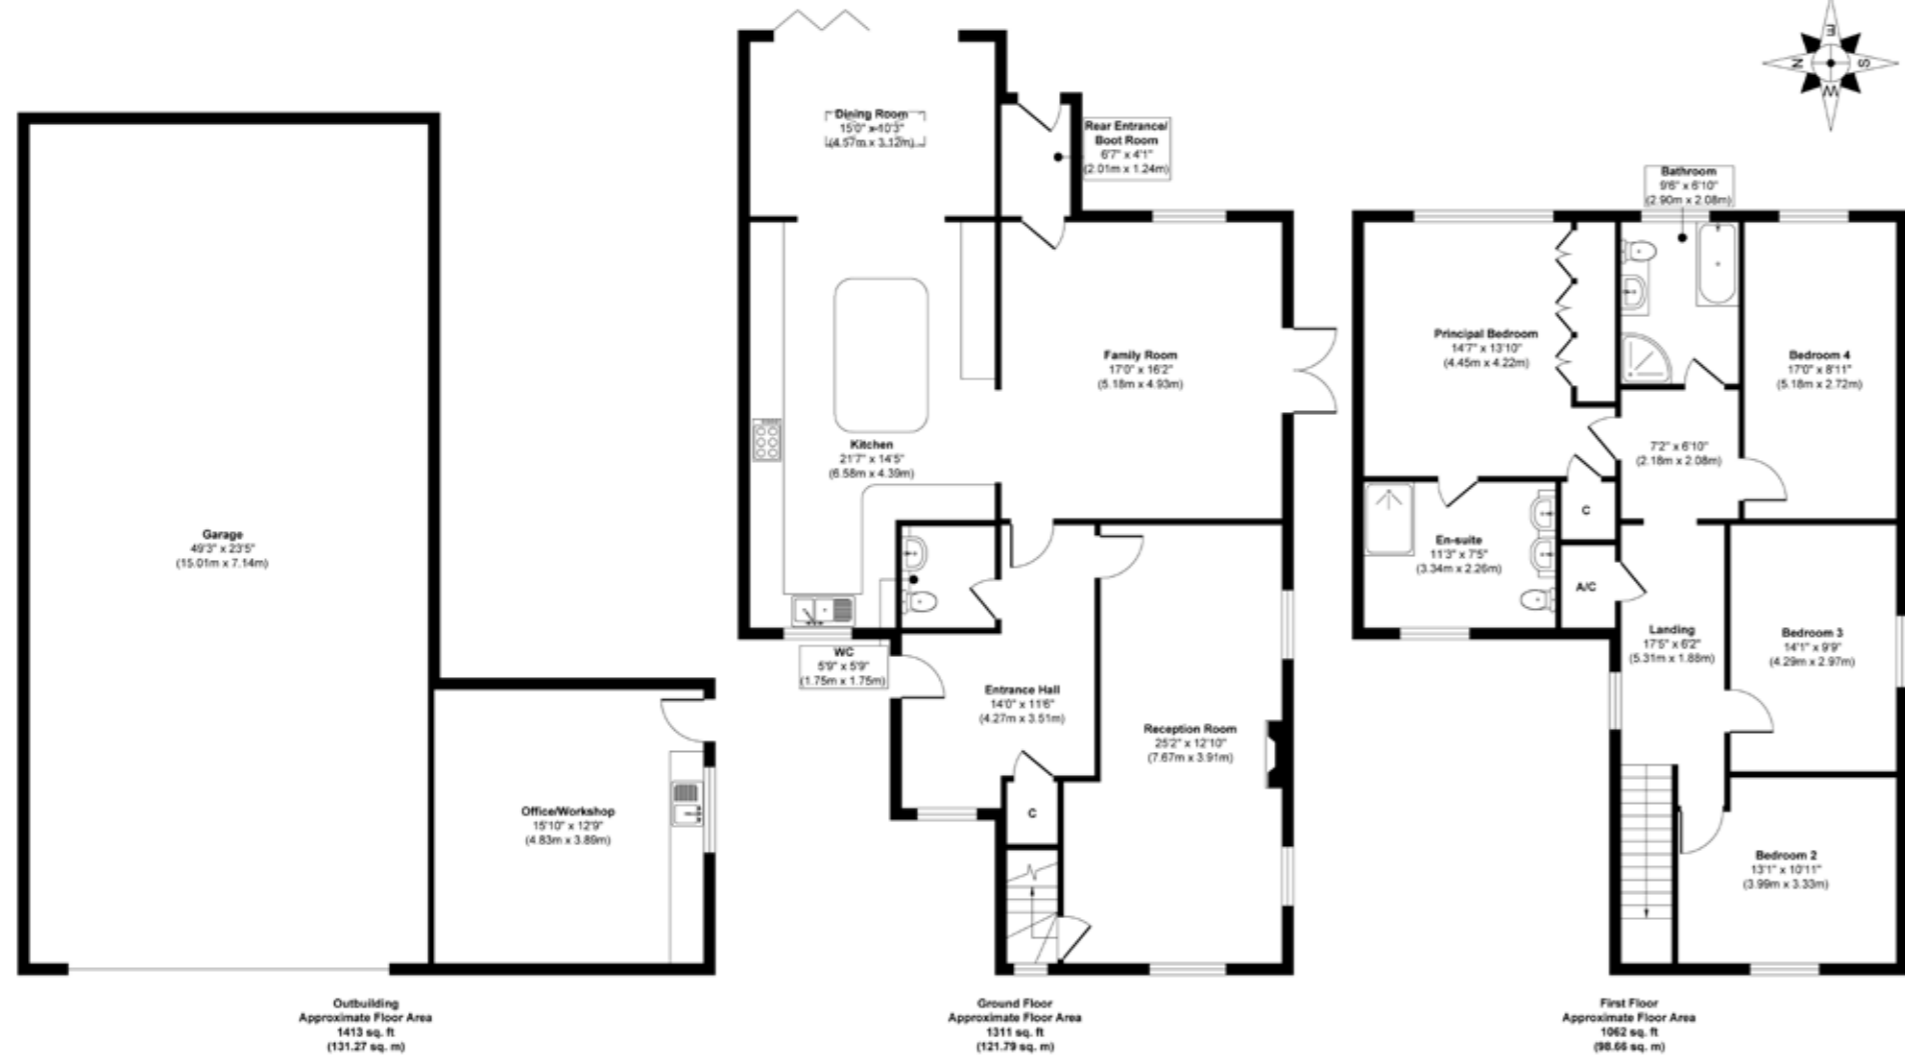 E
N
S
W
Dining Room
15'0" x 10'3"
(4.57m x 3.12m)
Rear Entrance/
Boot Room
6'7" x 4'1"
(2.01m x 1.24m)
Bathroom
9'6" x 6'10"
(2.90m x 2.08m)
Principal Bedroom
14'7" x 13'10"
(4.45m x 4.22m)
Family Room
17'0" x 16'2"
(5.18m x 4.93m)
Bedroom 4
17'0" x 8'11"
(5.18m x 2.72m)
Kitchen
21'7" x 14'5"
(6.58m x 4.39m)
7'2" x 6'10"
(2.18m x 2.08m)
C
Garage
49'3" x 23'5"
(15.01m x 7.14m)
En-suite
11'3" x 7'5"
(3.34m x 2.26m)
A/C
Landing
17'5" x 6'2"
(5.31m x 1.88m)
Bedroom 3
14'1" x 9'9"
(4.29m x 2.97m)
WC
5'9" x 5'9"
(1.75m x 1.75m)
Entrance Hall
14'0" x 11'6"
(4.27m x 3.51m)
Reception Room
25'2" x 12'10"
(7.67m x 3.91m)
Office/Workshop
15'10" x 12'9"
(4.83m x 3.89m)
C
Bedroom 2
13'1" x 10'11"
(3.99m x 3.33m)
Outbuilding
Approximate Floor Area
1413 sq. ft
(131.27 sq. m)
Ground Floor
Approximate Floor Area
1311 sq. ft
(121.79 sq. m)
First Floor
Approximate Floor Area
1062 sq. ft
(98.66 sq. m)